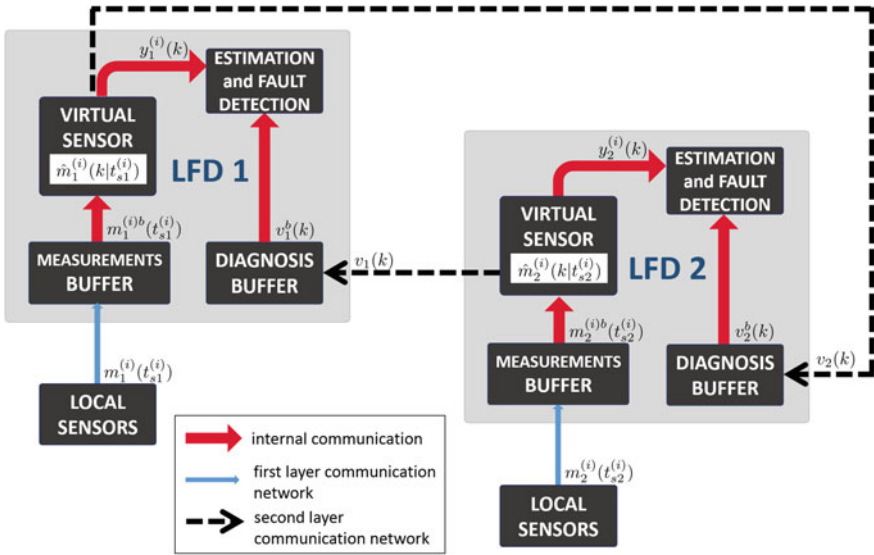 y_1^{(i)}(k)
ESTIMATION
and FAULT
DETECTION
VIRTUAL
SENSOR
\hat{m}_1^{(i)}(k|t_{s1}^{(i)})
LFD 1
m_1^{(i)b}(t_{s1}^{(i)})
v_1^b(k)
MEASUREMENTS
BUFFER
DIAGNOSIS
BUFFER
m_1^{(i)}(t_{s1}^{(i)})
LOCAL
SENSORS
v_1(k)
y_2^{(i)}(k)
ESTIMATION
and FAULT
DETECTION
VIRTUAL
SENSOR
\hat{m}_2^{(i)}(k|t_{s2}^{(i)})
LFD 2
m_2^{(i)b}(t_{s2}^{(i)})
v_2^b(k)
MEASUREMENTS
BUFFER
DIAGNOSIS
BUFFER
v_2(k)
m_2^{(i)}(t_{s2}^{(i)})
LOCAL
SENSORS
internal communication
first layer communication
network
second layer
communication network